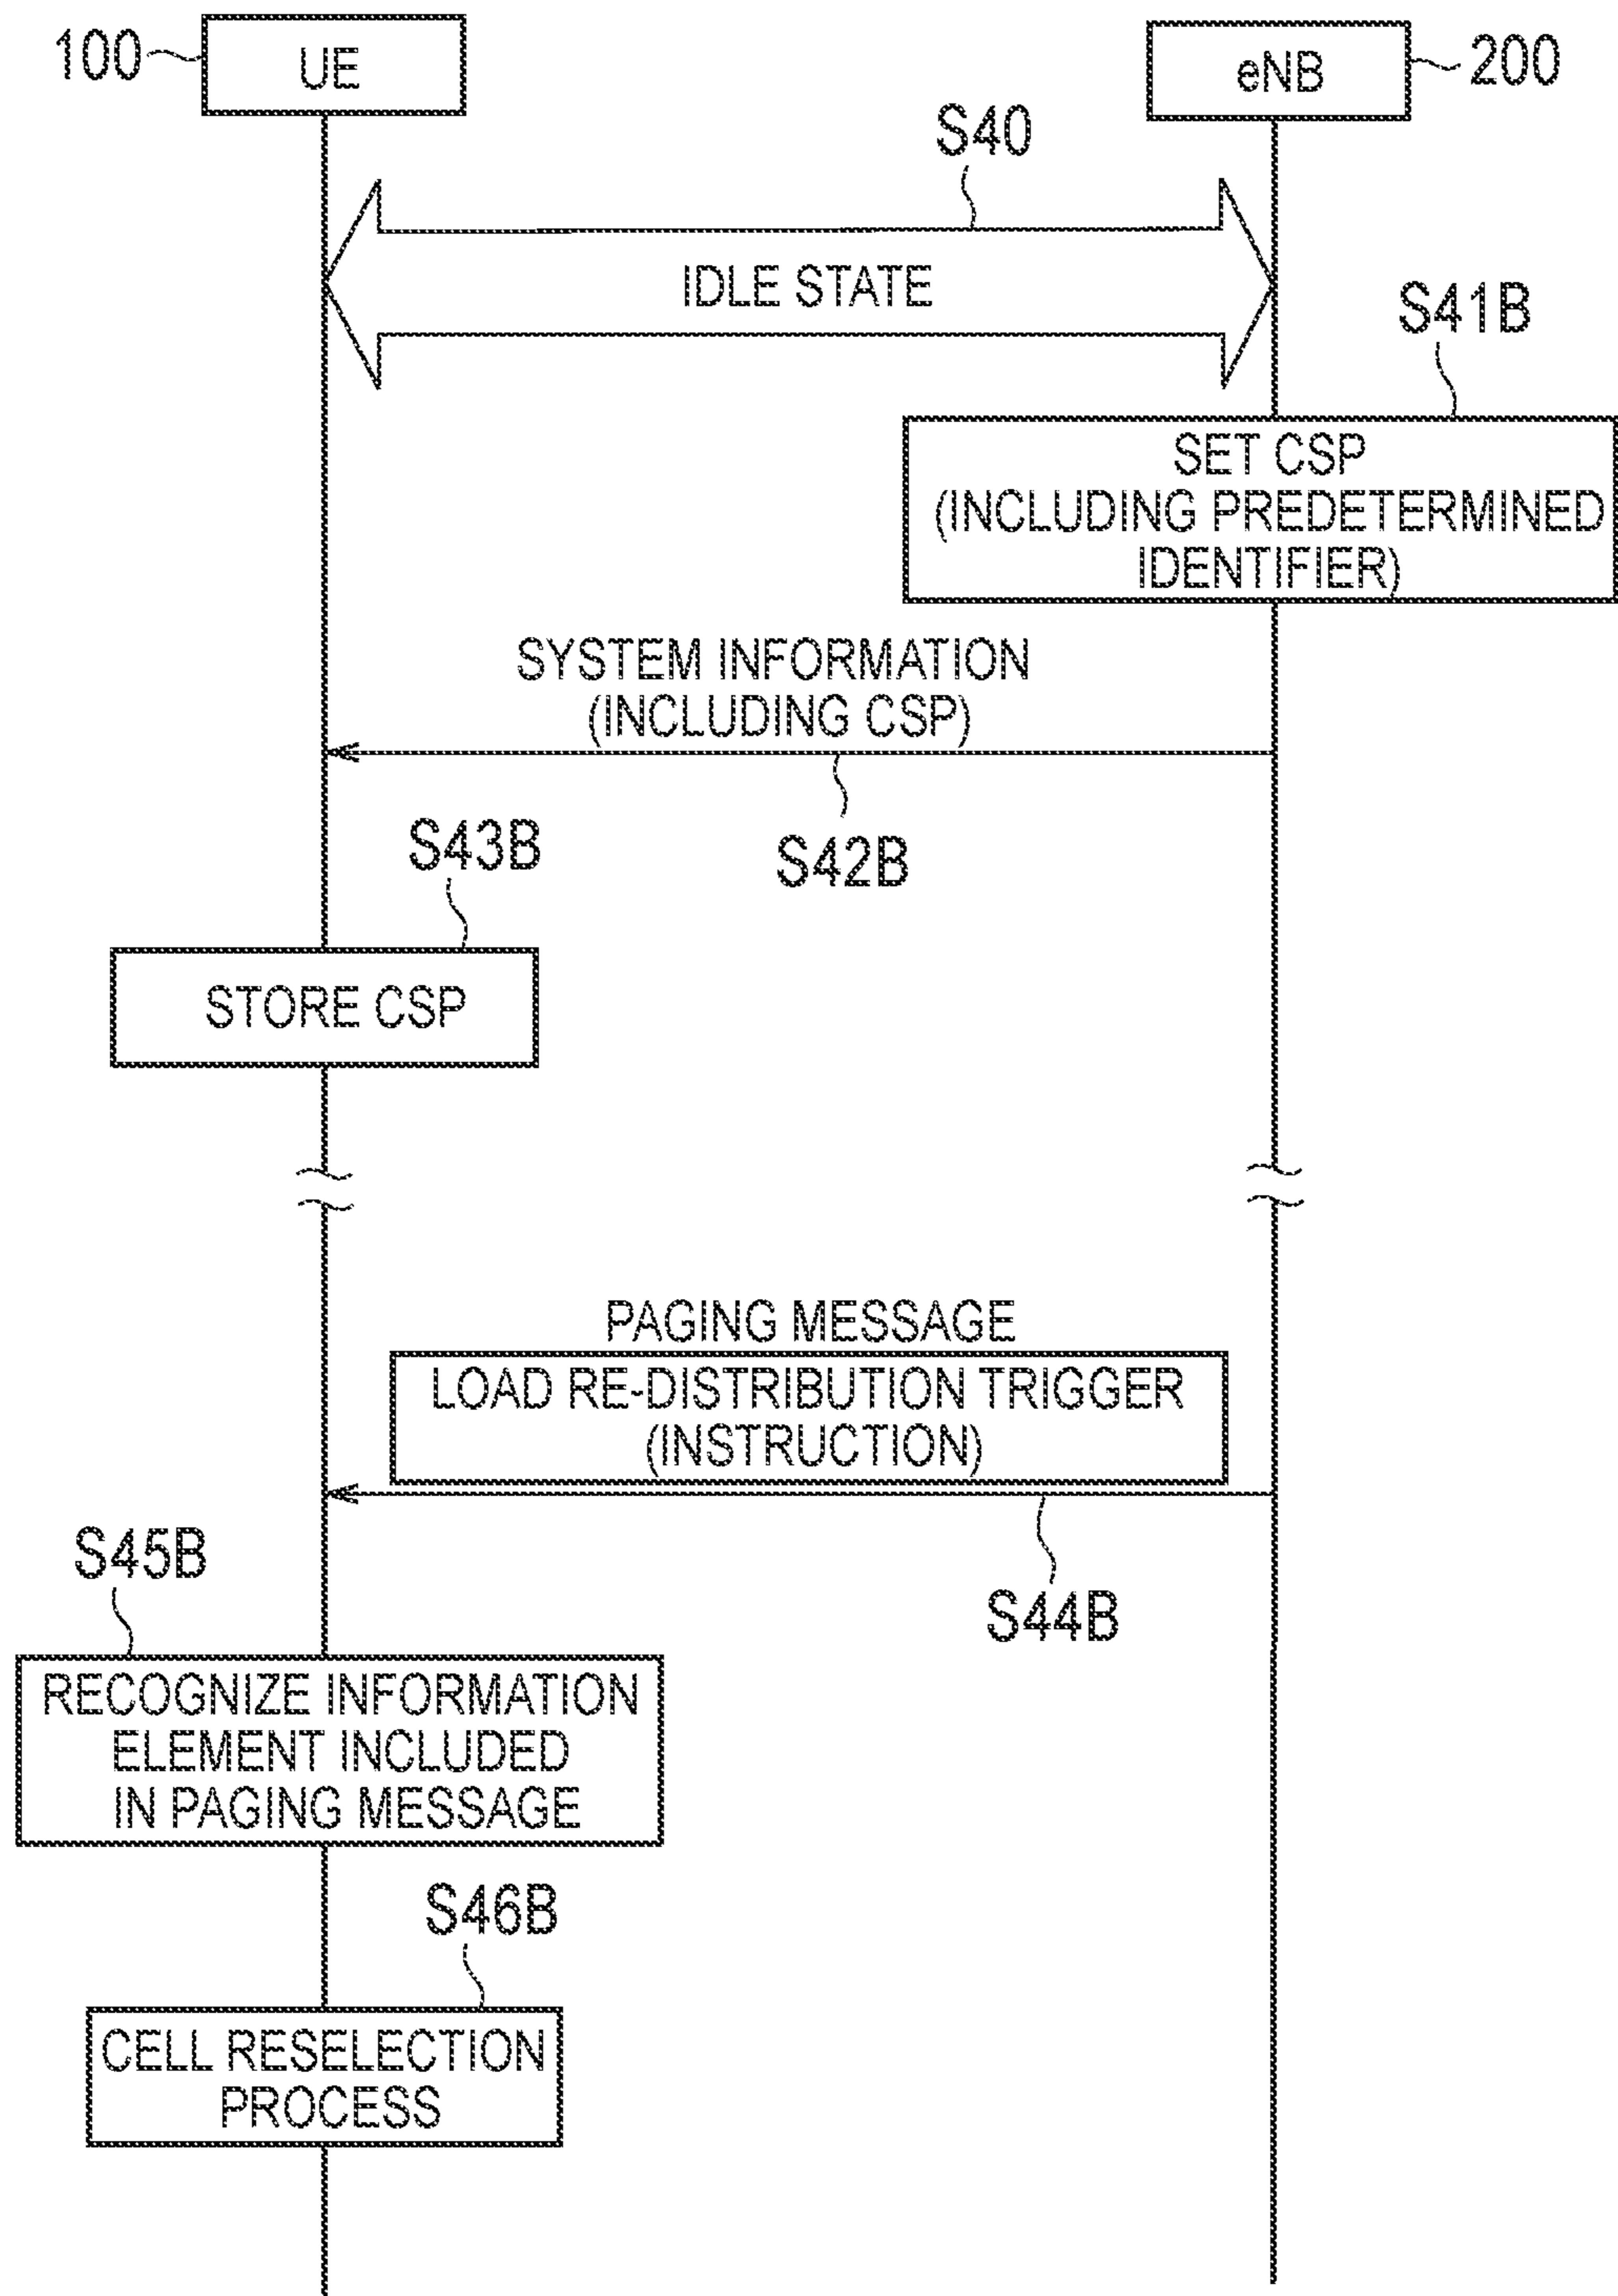 100
UE
eNB
200
S40
IDLE STATE
S41B
SET CSP
(INCLUDING PREDETERMINED
IDENTIFIER)
SYSTEM INFORMATION
(INCLUDING CSP)
S42B
S43B
STORE CSP
PAGING MESSAGE
LOAD RE-DISTRIBUTION TRIGGER
(INSTRUCTION)
S44B
S45B
RECOGNIZE INFORMATION
ELEMENT INCLUDED
IN PAGING MESSAGE
S46B
CELL RESELECTION
PROCESS